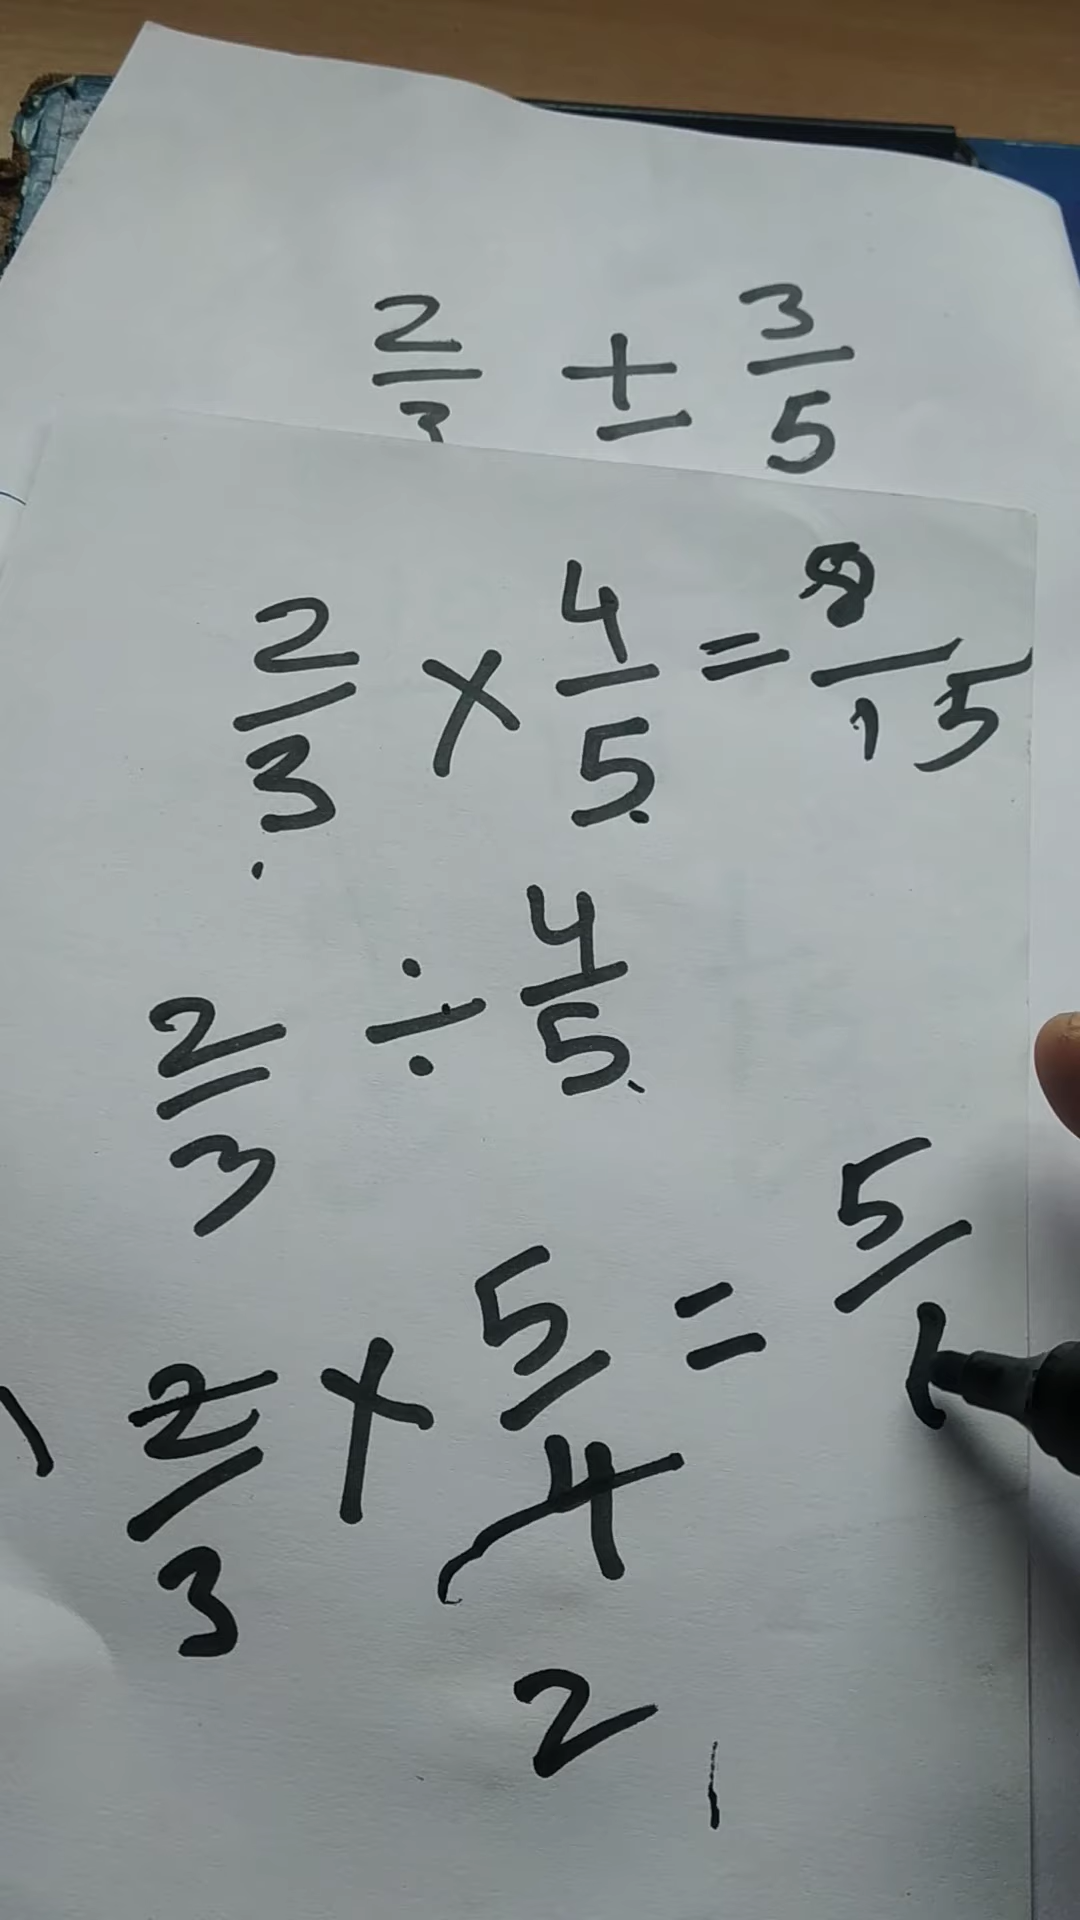 2/3 ± 3/5
2/3 × 4/5 = 8/15
2/3 ÷ 4/5
2/3 × 5/4 = 5/
2